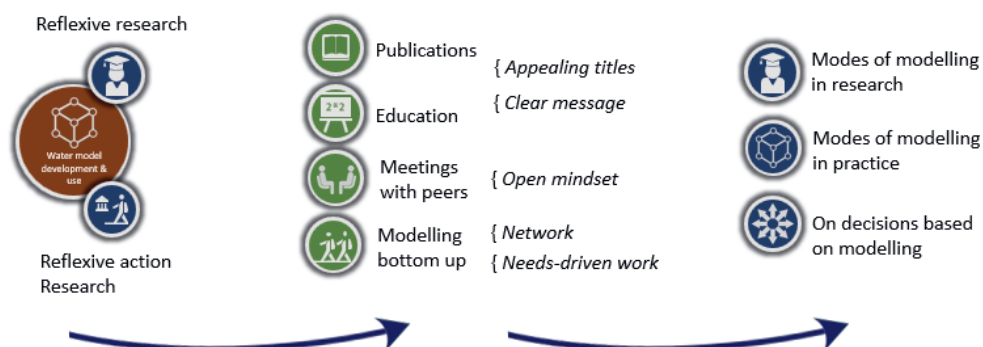 Reflexive research
Water model
development &
use
Reflexive action
Research
Publications
{ Appealing titles
{ Clear message
2*2
Education
Meetings
with peers
{ Open mindset
Modelling
bottom up
{ Network
{ Needs-driven work
Modes of modelling
in research
Modes of modelling
in practice
On decisions based
on modelling